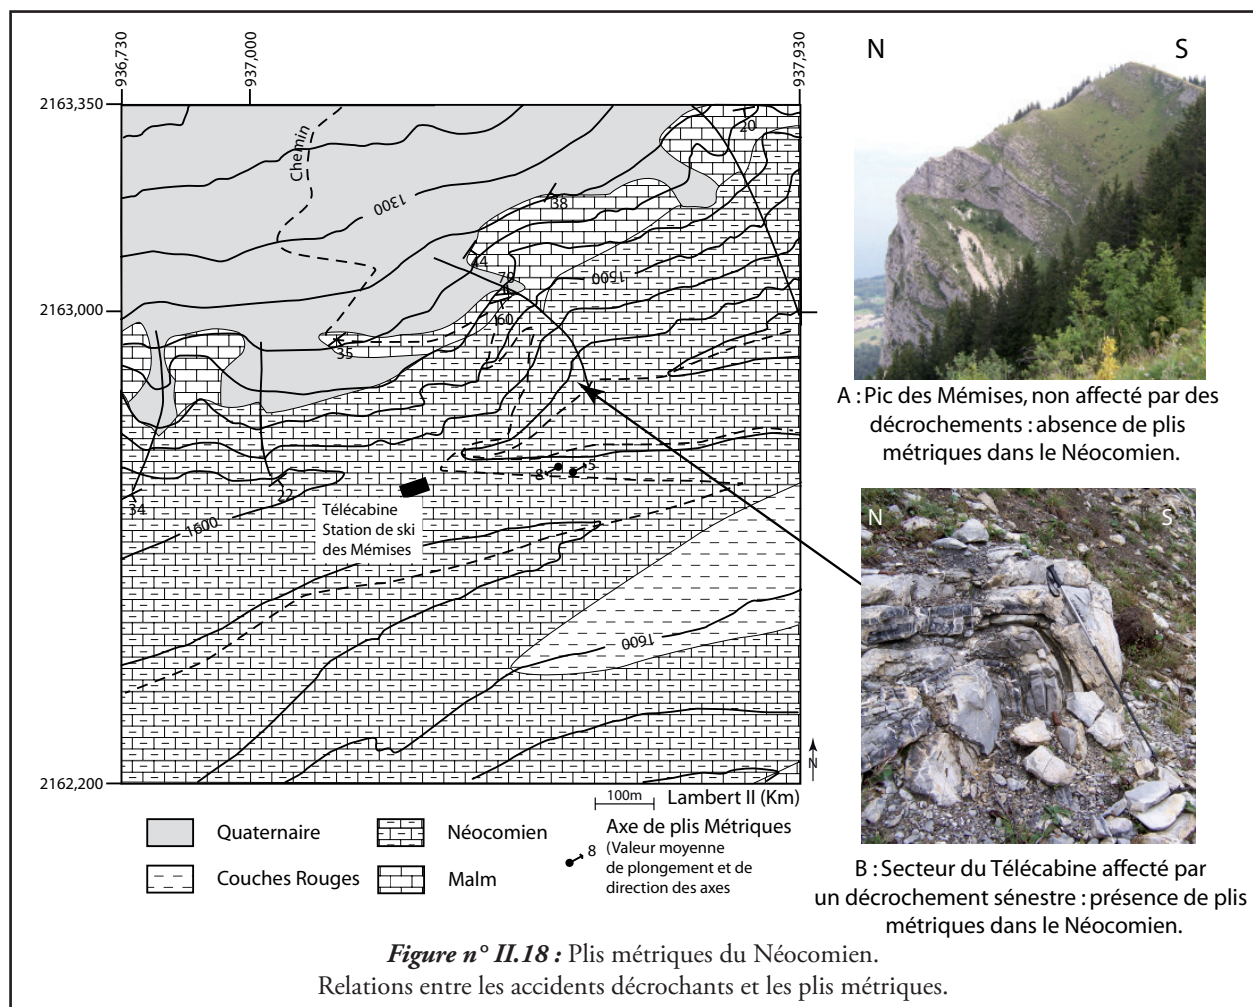 936,730
937,000
937,930
N
S
2163,350
Chemin
20
1300
38
44
70
1500
2163,000
60
35
A : Pic des Mémises, non affecté par des
décrochements : absence de plis
métriques dans le Néocomien.
8
5
22
34
1600
Télécabine
Station de ski
des Mémises
N
S
1600
2162,200
N
100m
Lambert II (Km)
Quaternaire
Néocomien
Couches Rouges
Malm
Axe de plis Métriques
(Valeur moyenne
8
de plongement et de
direction des axes
B : Secteur du Télécabine affecté par
un décrochement sénestre : présence de plis
métriques dans le Néocomien.
Figure n° II.18 : Plis métriques du Néocomien.
Relations entre les accidents décrochants et les plis métriques.